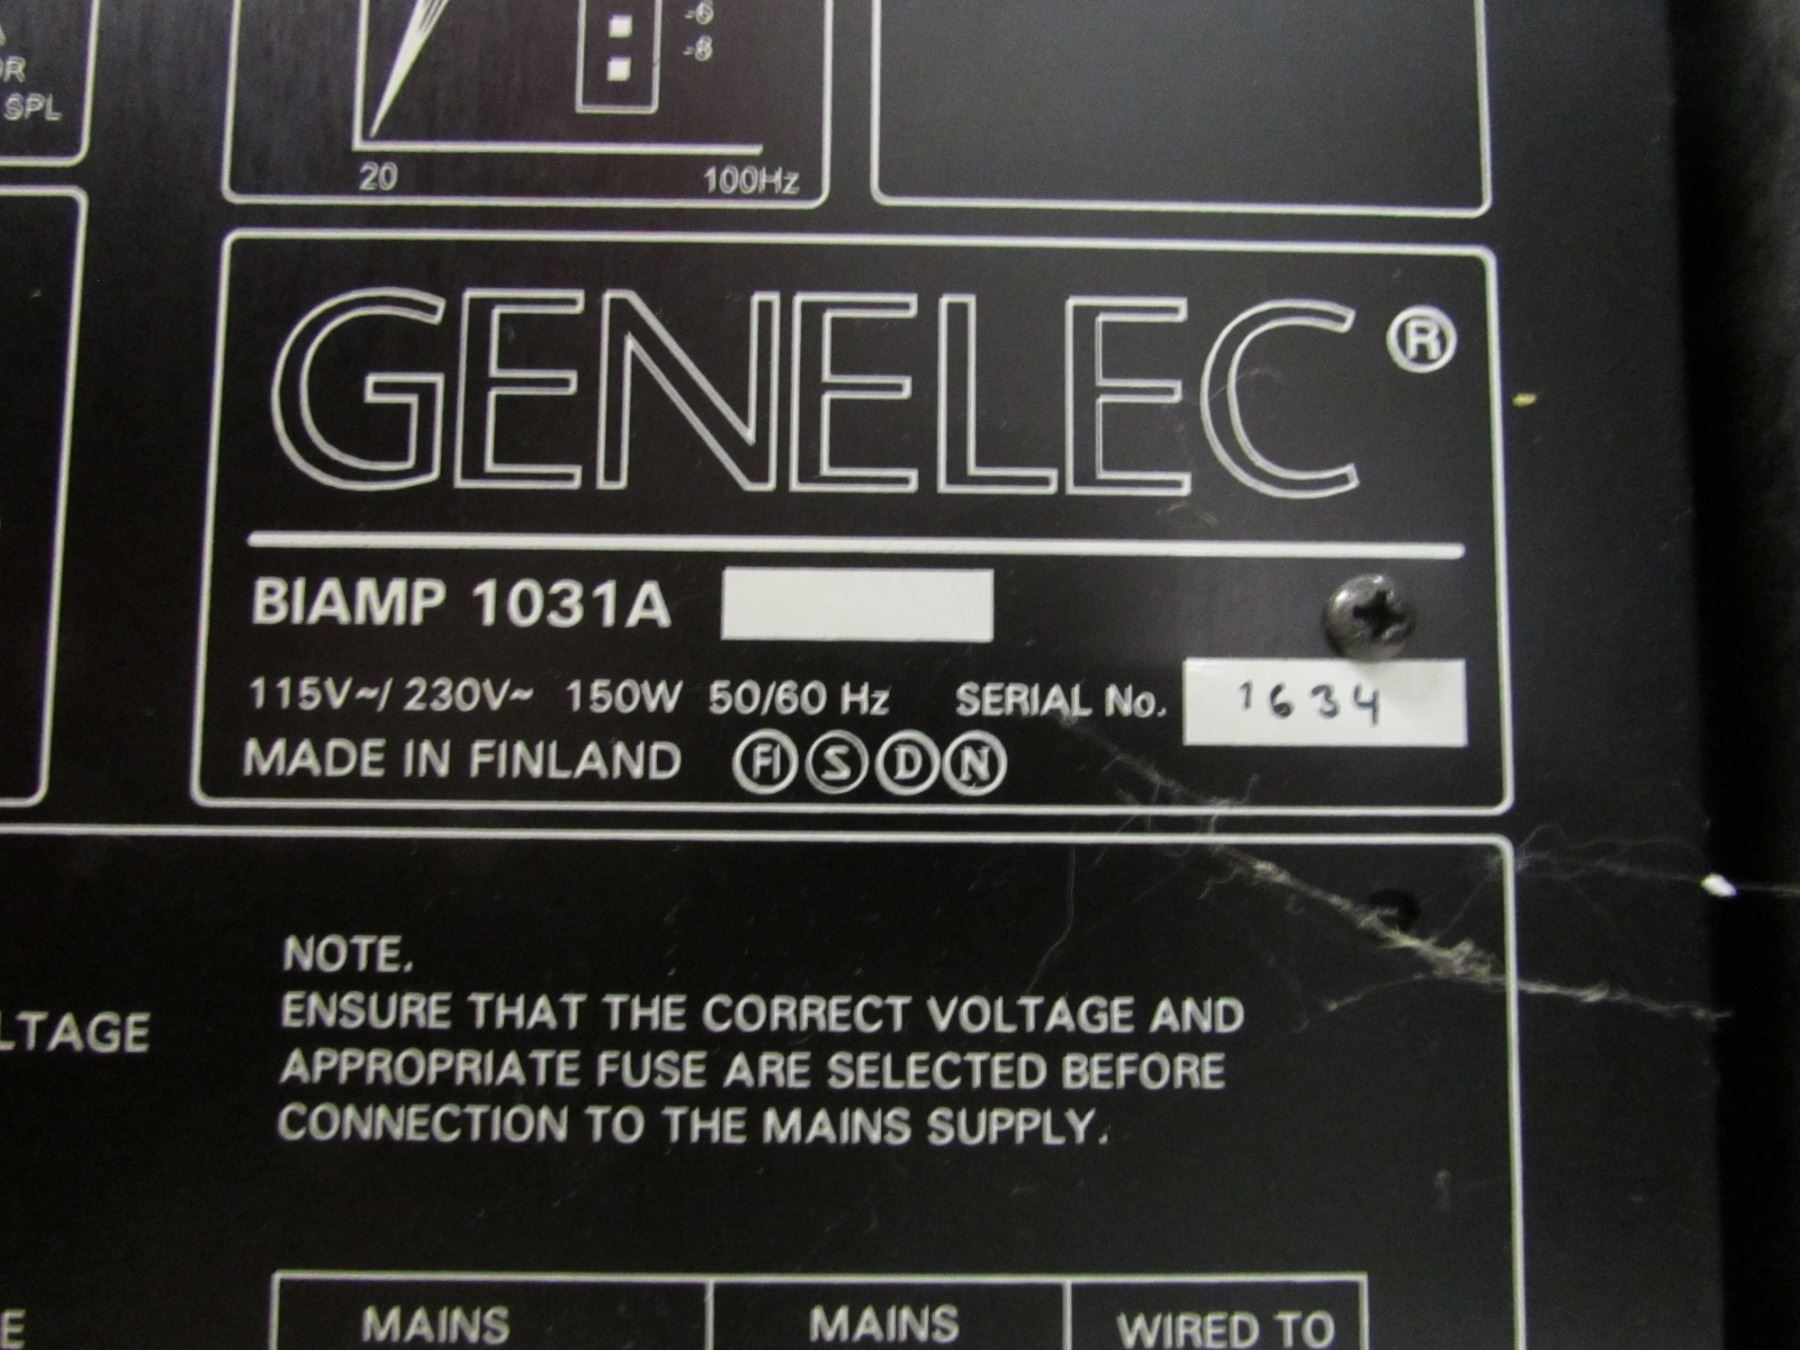 OR
SPL
-6
-8
20 100Hz
GENELEC®
BIAMP 1031A
115V~/ 230V~ 150W 50/60 Hz SERIAL No. 1634
MADE IN FINLAND FI S D N
NOTE.
ENSURE THAT THE CORRECT VOLTAGE AND
APPROPRIATE FUSE ARE SELECTED BEFORE
CONNECTION TO THE MAINS SUPPLY.
LTAGE
E
MAINS MAINS WIRED TO